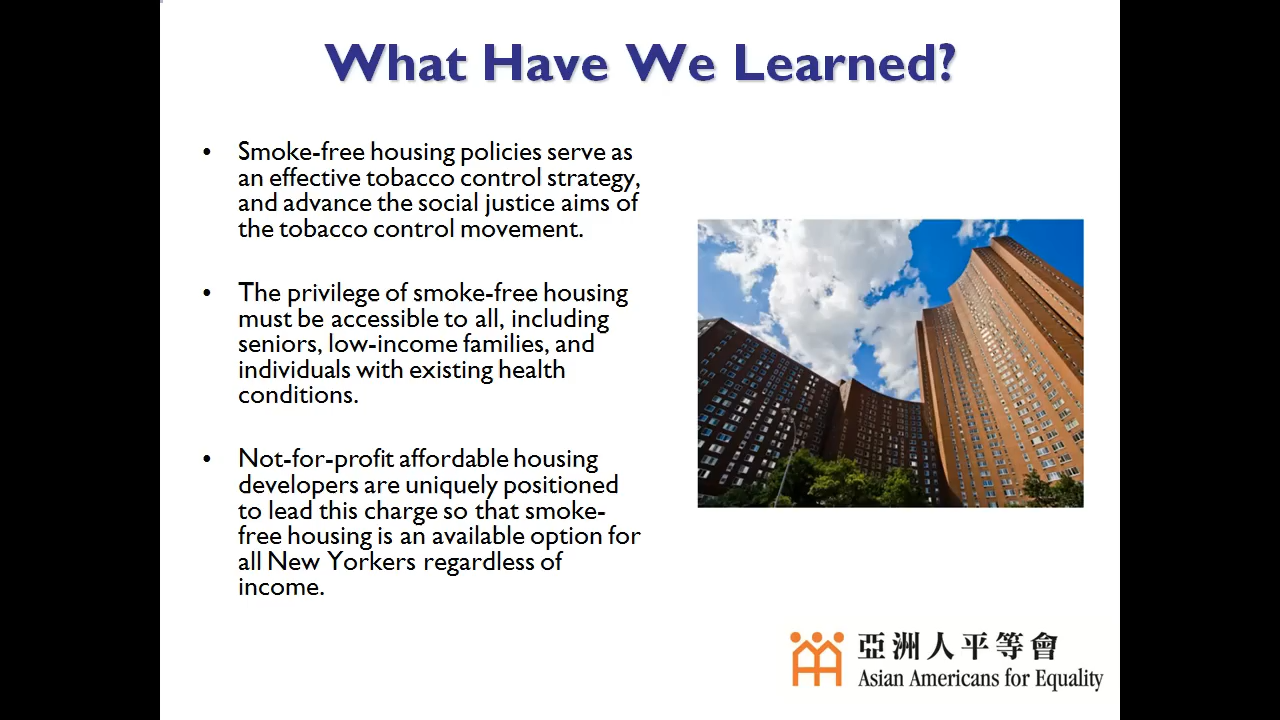 What Have We Learned?
• Smoke-free housing policies serve as
an effective tobacco control strategy,
and advance the social justice aims of
the tobacco control movement.
• The privilege of smoke-free housing
must be accessible to all, including
seniors, low-income families, and
individuals with existing health
conditions.
• Not-for-profit affordable housing
developers are uniquely positioned
to lead this charge so that smoke-
free housing is an available option for
all New Yorkers regardless of
income.
亞洲人平等會
Asian Americans for Equality